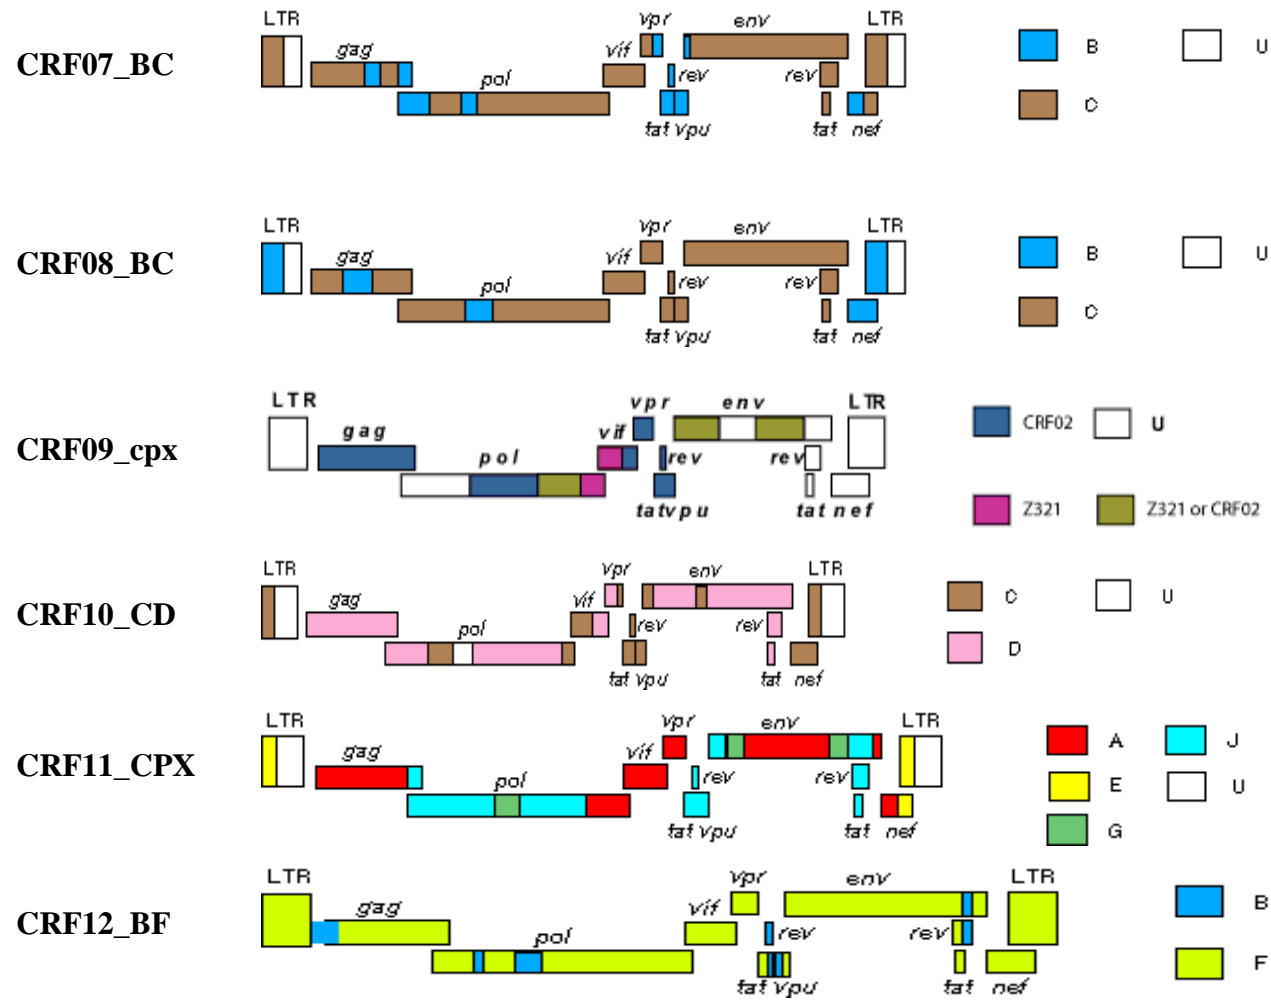 LTR vpr env LTR
CRF07_BC gag vif B U
pol rev rev C
tat vpu tat nef
LTR vpr env LTR
CRF08_BC gag vif B U
pol rev rev C
tat vpu tat nef
LTR vpr env LTR
CRF09_cpx gag vif CRF02 U
pol rev rev
tat vpu tat nef Z321 Z321 or CRF02
LTR vpr env LTR
CRF10_CD gag vif C U
pol rev rev D
tat vpu tat nef
LTR vpr env LTR
CRF11_CPX gag vif A J
pol rev rev E U
tat vpu tat nef G
LTR vpr env LTR
CRF12_BF gag vif B
pol rev rev F
tat vpu tat nef